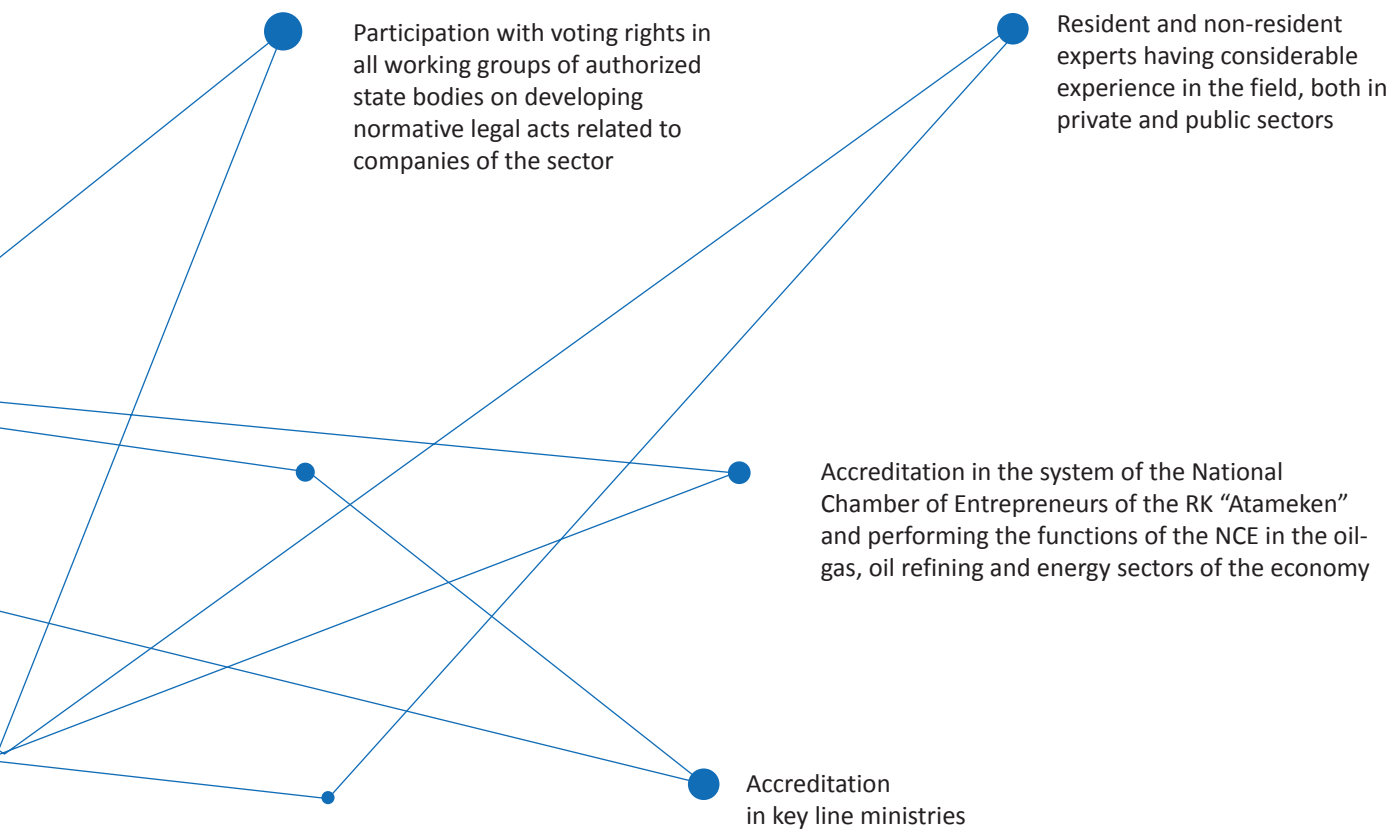 Participation with voting rights in
all working groups of authorized
state bodies on developing
normative legal acts related to
companies of the sector
Resident and non-resident
experts having considerable
experience in the field, both in
private and public sectors
Accreditation in the system of the National
Chamber of Entrepreneurs of the RK “Atameken”
and performing the functions of the NCE in the oil-
gas, oil refining and energy sectors of the economy
Accreditation
in key line ministries